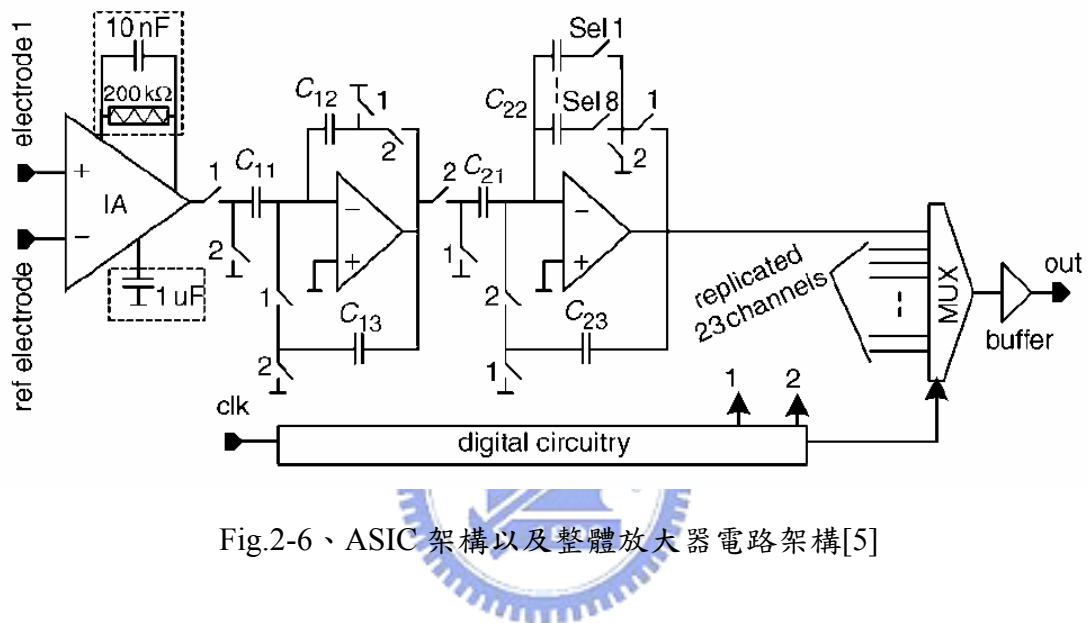 10 nF
200 kΩ
electrode 1
ref electrode
+
IA
−
1 uF
1
2
C11
C12
1
2
−
+
1
2
C13
2
1
C21
C22
Sel 1
Sel 8
1
2
−
+
2
1
C23
replicated
23 channels
MUX
out
buffer
1
2
clk
digital circuitry
Fig.2-6、ASIC 架構以及整體放大器電路架構[5]